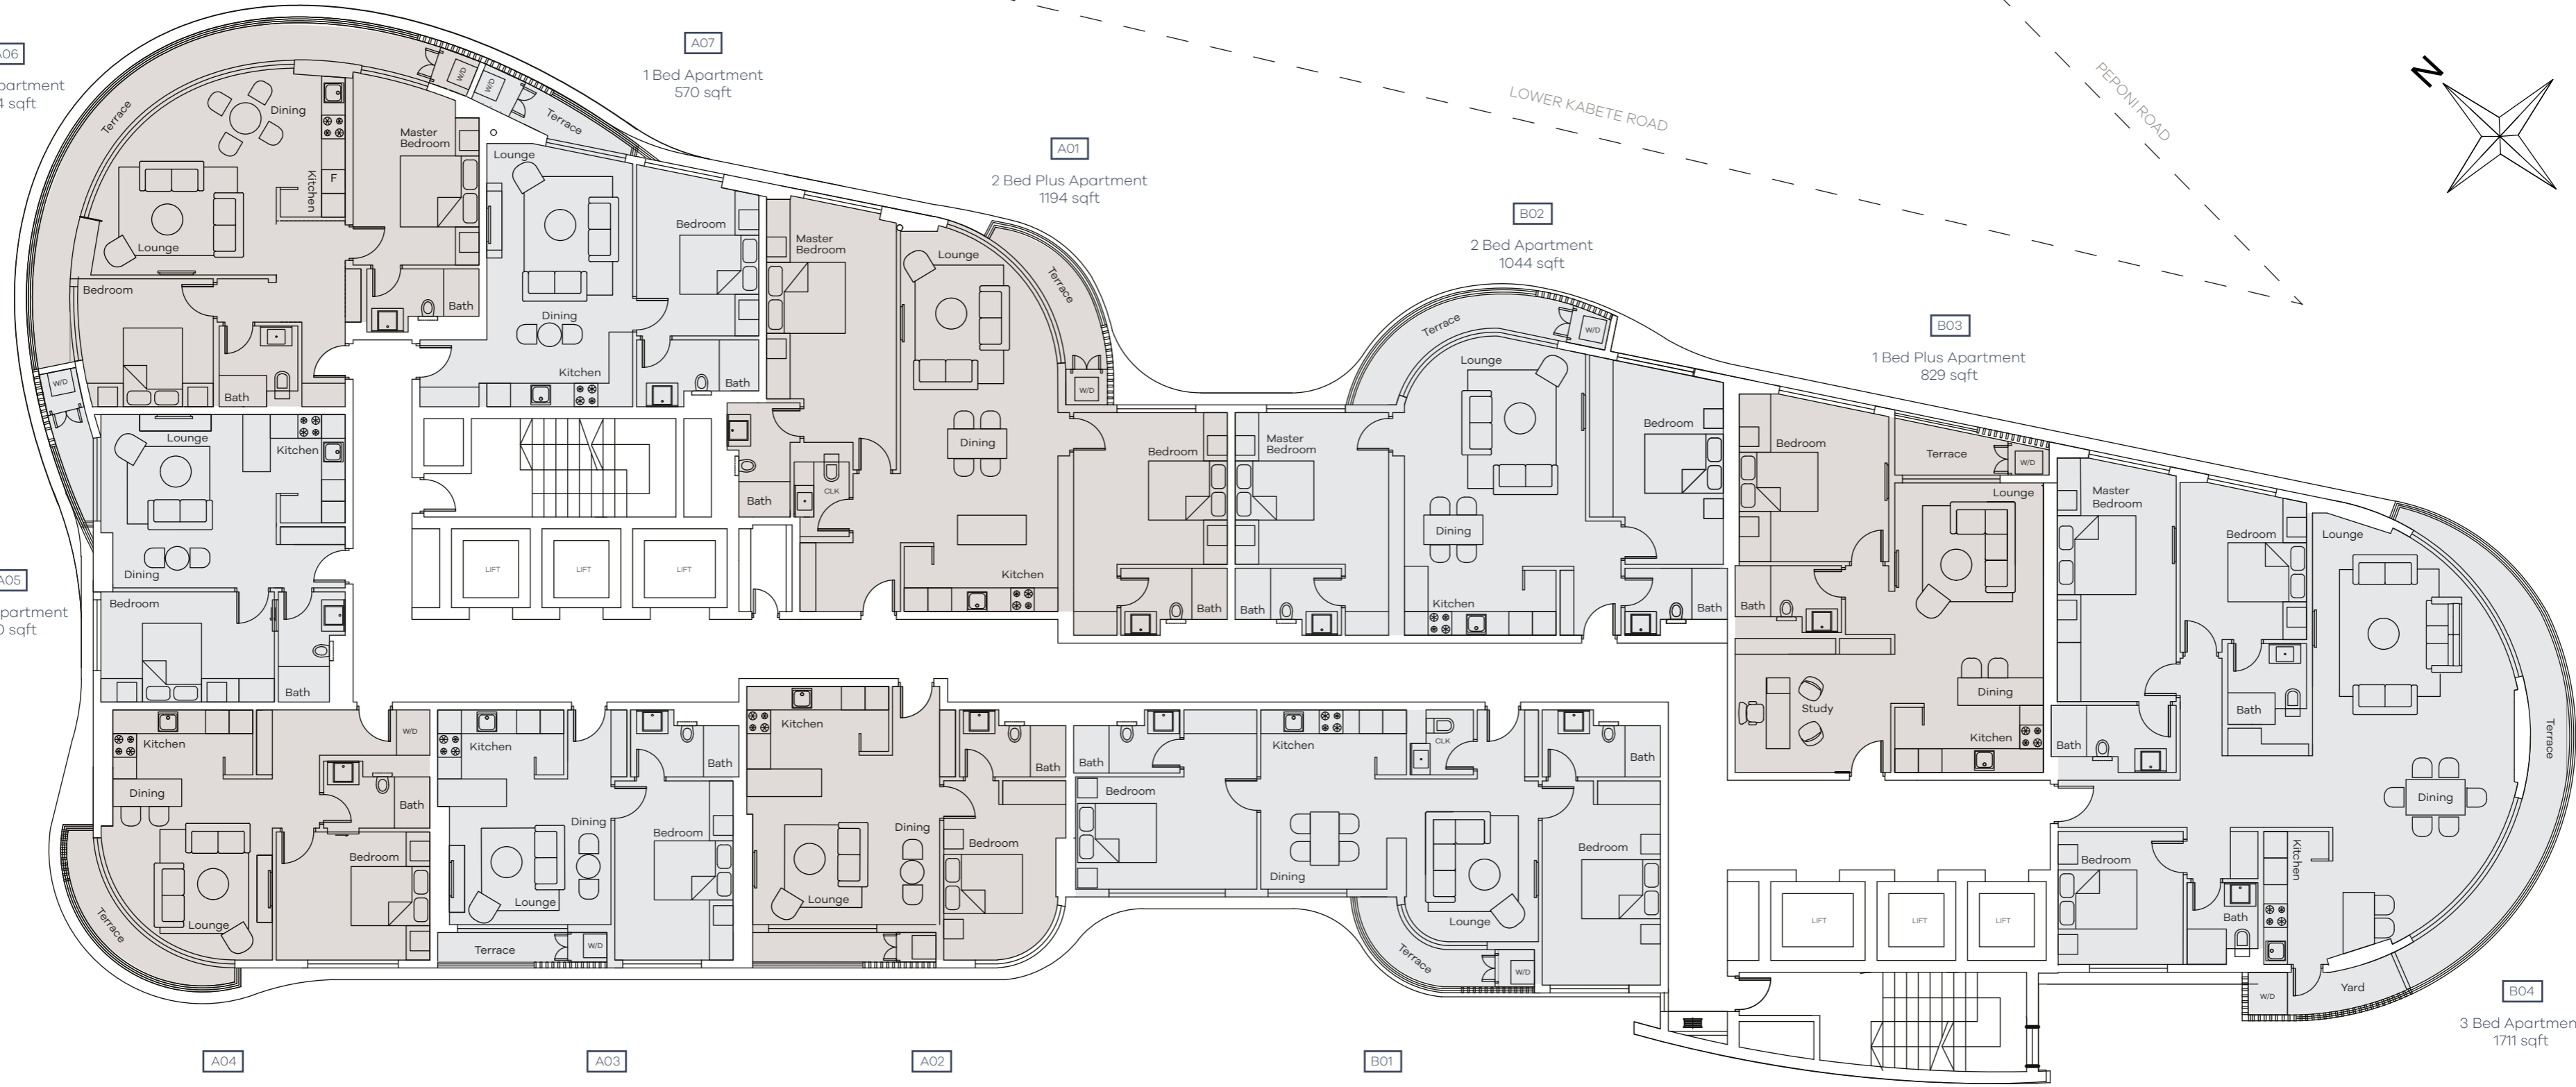 A06
A07
1 Bed Apartment
570 sqft
A01
2 Bed Plus Apartment
1194 sqft
B02
2 Bed Apartment
1044 sqft
B03
1 Bed Plus Apartment
829 sqft
LOWER KABETE ROAD
PEPONI ROAD
N
Terrace
Dining
Kitchen
F
Lounge
Master
Bedroom
Bath
Bedroom
Bath
W/D
W/D
Terrace
Lounge
Dining
Kitchen
Bedroom
Bath
Master
Bedroom
Lounge
Terrace
W/D
Dining
Bedroom
Bath
CLK
Kitchen
Bath
Terrace
W/D
Lounge
Master
Bedroom
Dining
Kitchen
Bath
Bedroom
Bath
Bedroom
Terrace
W/D
Lounge
Bath
Study
Dining
Kitchen
Master
Bedroom
Bedroom
Lounge
Bath
Bath
Dining
Terrace
Bedroom
Kitchen
Bath
W/D
Yard
B04
3 Bed Apartmen
1711 sqft
W/D
Lounge
Kitchen
Dining
Bedroom
Bath
A05
LIFT
LIFT
LIFT
Kitchen
W/D
Dining
Bath
Bedroom
Lounge
Terrace
Kitchen
Bath
Dining
Bedroom
Lounge
Terrace
W/D
Kitchen
Bath
Dining
Bedroom
Lounge
Bath
Bedroom
Kitchen
CLK
Dining
Lounge
Terrace
W/D
Bath
Bedroom
LIFT
LIFT
LIFT
A04
A03
A02
B01